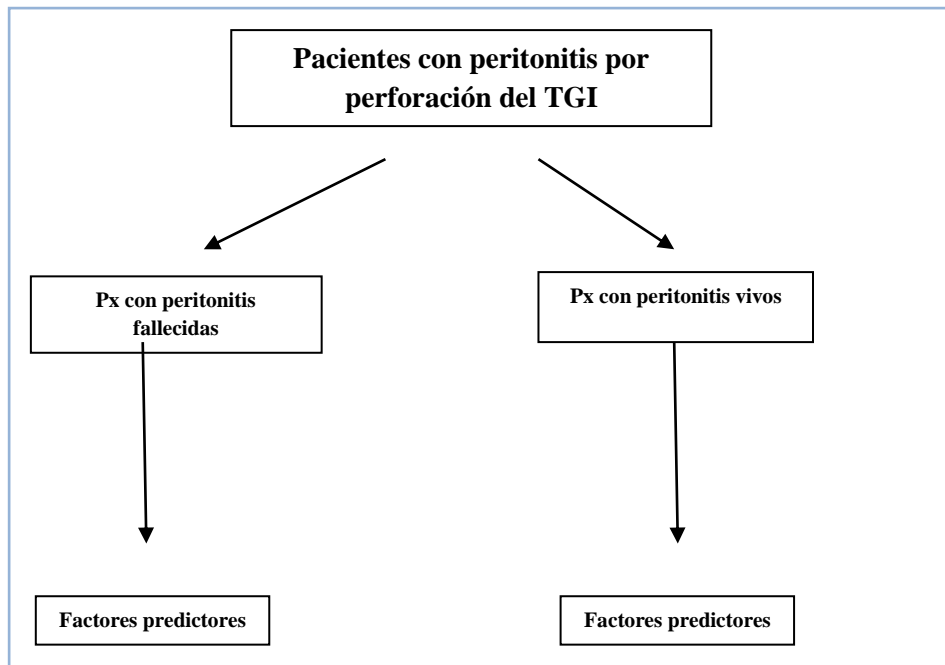 Pacientes con peritonitis por
perforación del TGI
Px con peritonitis
fallecidas
Px con peritonitis vivos
Factores predictores
Factores predictores